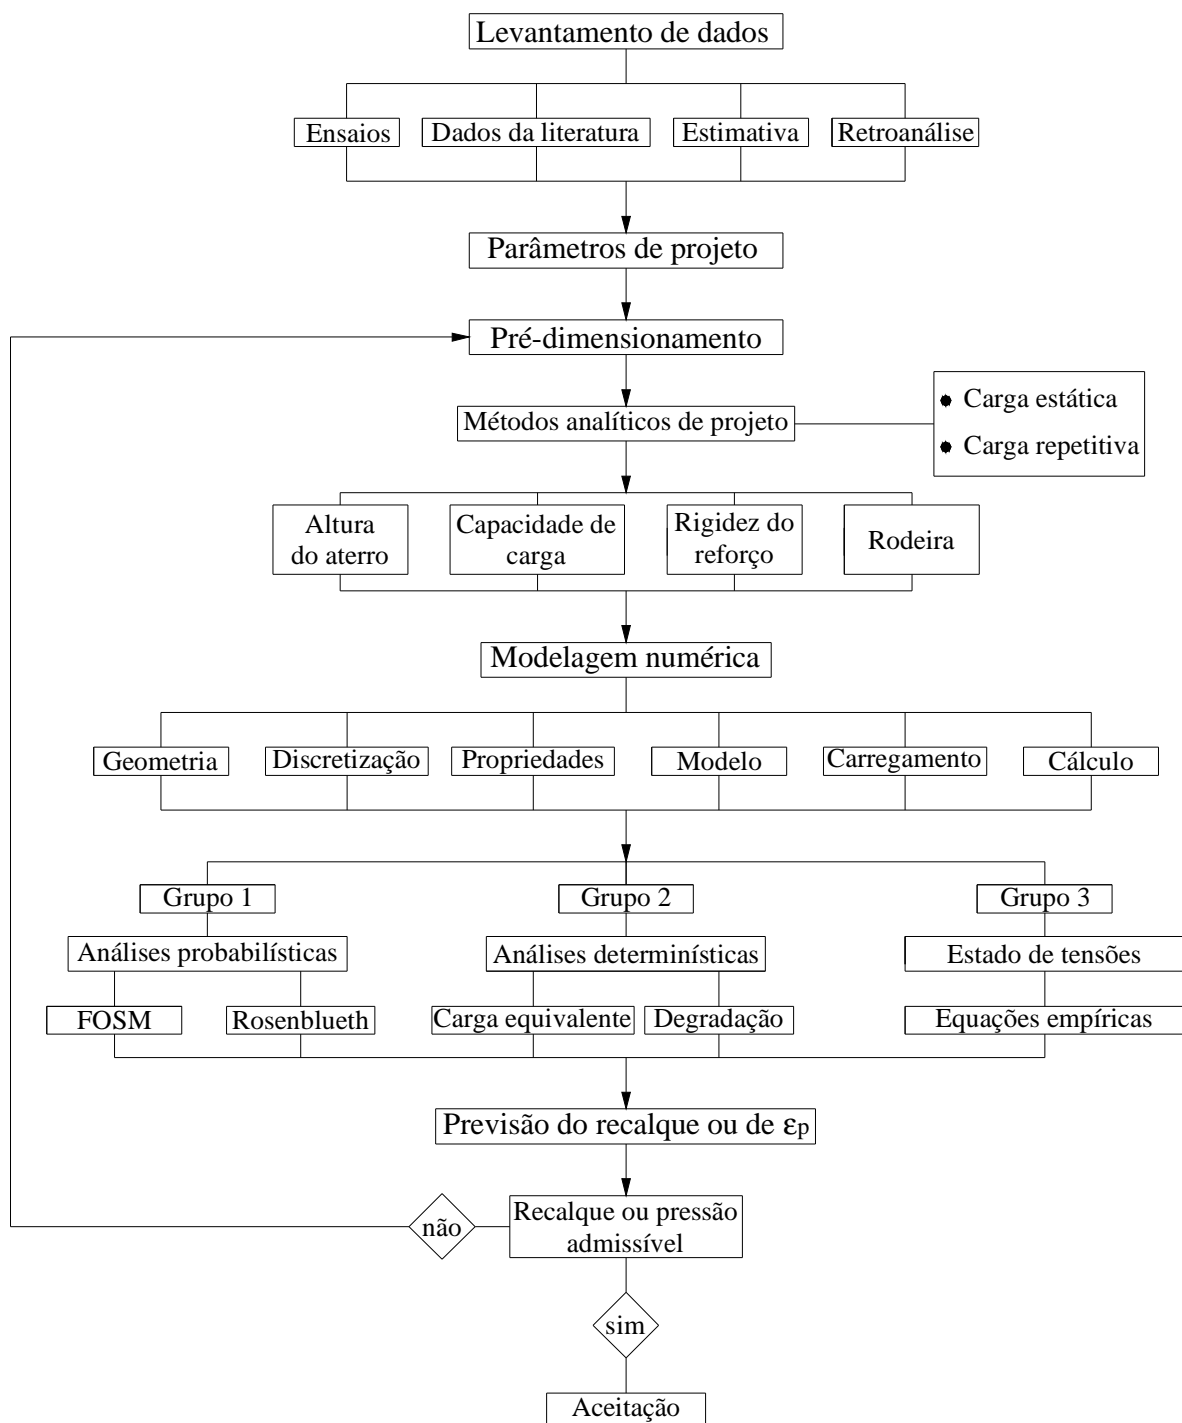 Levantamento de dados
Ensaios
Dados da literatura
Estimativa
Retroanálise
Parâmetros de projeto
Pré-dimensionamento
Métodos analíticos de projeto
Carga estática
Carga repetitiva
Altura
do aterro
Capacidade de
carga
Rigidez do
reforço
Rodeira
Modelagem numérica
Geometria
Discretização
Propriedades
Modelo
Carregamento
Cálculo
Grupo 1
Grupo 2
Grupo 3
Análises probabilísticas
Análises determinísticas
Estado de tensões
FOSM
Rosenblueth
Carga equivalente
Degradação
Equações empíricas
Previsão do recalque ou de εp
não
Recalque ou pressão
admissível
sim
Aceitação